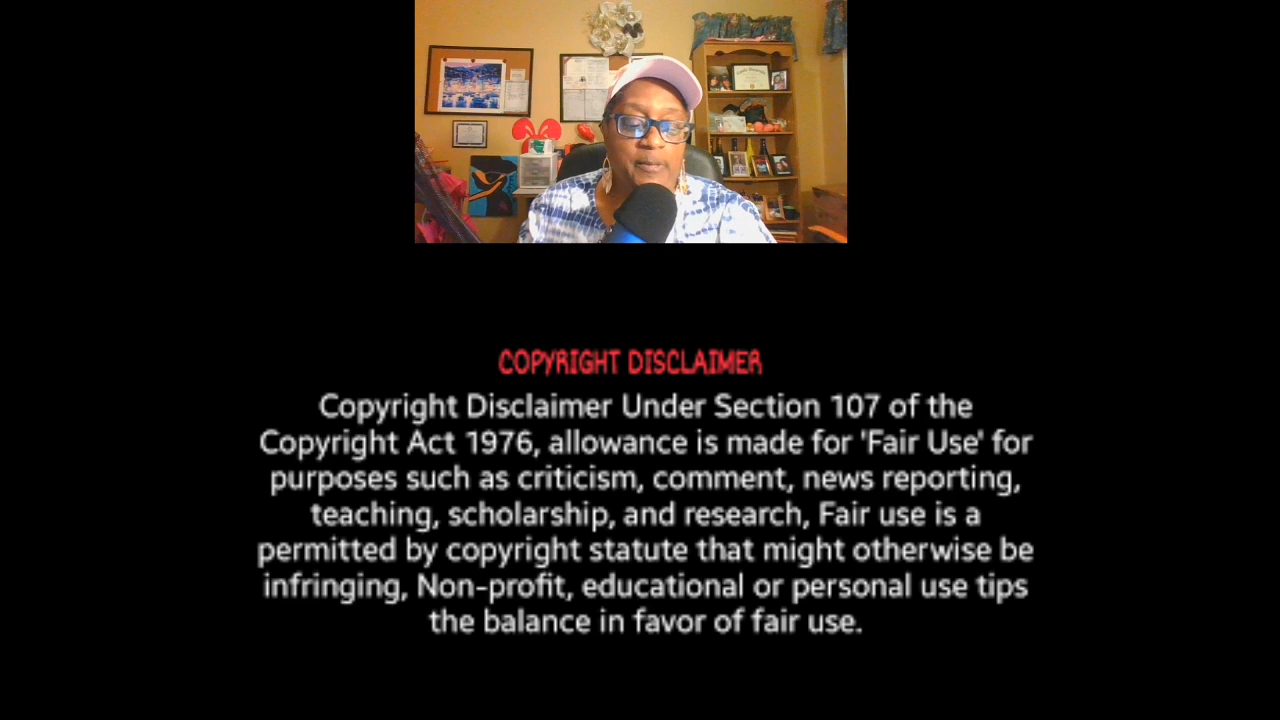 COPYRIGHT DISCLAIMER
Copyright Disclaimer Under Section 107 of the
Copyright Act 1976, allowance is made for 'Fair Use' for
purposes such as criticism, comment, news reporting,
teaching, scholarship, and research, Fair use is a
permitted by copyright statute that might otherwise be
infringing, Non-profit, educational or personal use tips
the balance in favor of fair use.